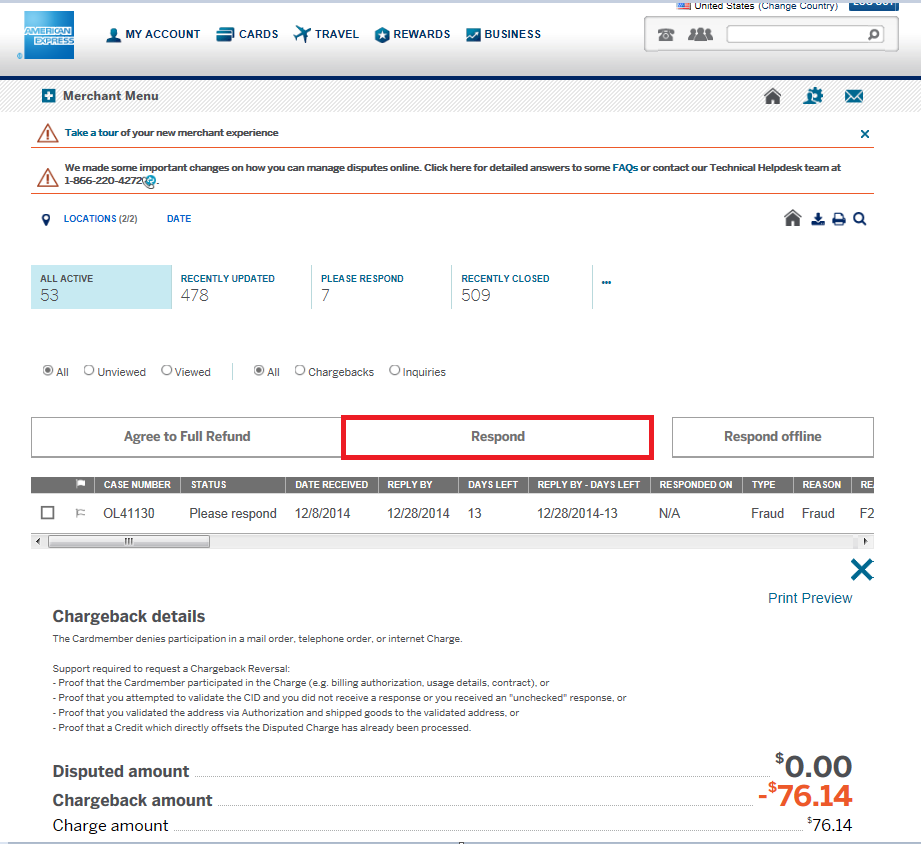 United States (Change Country)
AMERICAN
EXPRESS
®
MY ACCOUNT
CARDS
TRAVEL
REWARDS
BUSINESS
Merchant Menu
Take a tour of your new merchant experience
We made some important changes on how you can manage disputes online. Click here for detailed answers to some FAQs or contact our Technical Helpdesk team at
1-866-220-4272
LOCATIONS (2/2) DATE
ALL ACTIVE
53
RECENTLY UPDATED
478
PLEASE RESPOND
7
RECENTLY CLOSED
509
...
All Unviewed Viewed All Chargebacks Inquiries
Agree to Full Refund
Respond
Respond offline
CASE NUMBER STATUS DATE RECEIVED REPLY BY DAYS LEFT REPLY BY - DAYS LEFT RESPONDED ON TYPE REASON
OL41130 Please respond 12/8/2014 12/28/2014 13 12/28/2014-13 N/A Fraud Fraud F2
Print Preview
Chargeback details
The Cardmember denies participation in a mail order, telephone order, or internet Charge.
Support required to request a Chargeback Reversal:
- Proof that the Cardmember participated in the Charge (e.g. billing authorization, usage details, contract), or
- Proof that you attempted to validate the CID and you did not receive a response or you received an "unchecked" response, or
- Proof that you validated the address via Authorization and shipped goods to the validated address, or
- Proof that a Credit which directly offsets the Disputed Charge has already been processed.
Disputed amount $0.00
Chargeback amount -$76.14
Charge amount $76.14